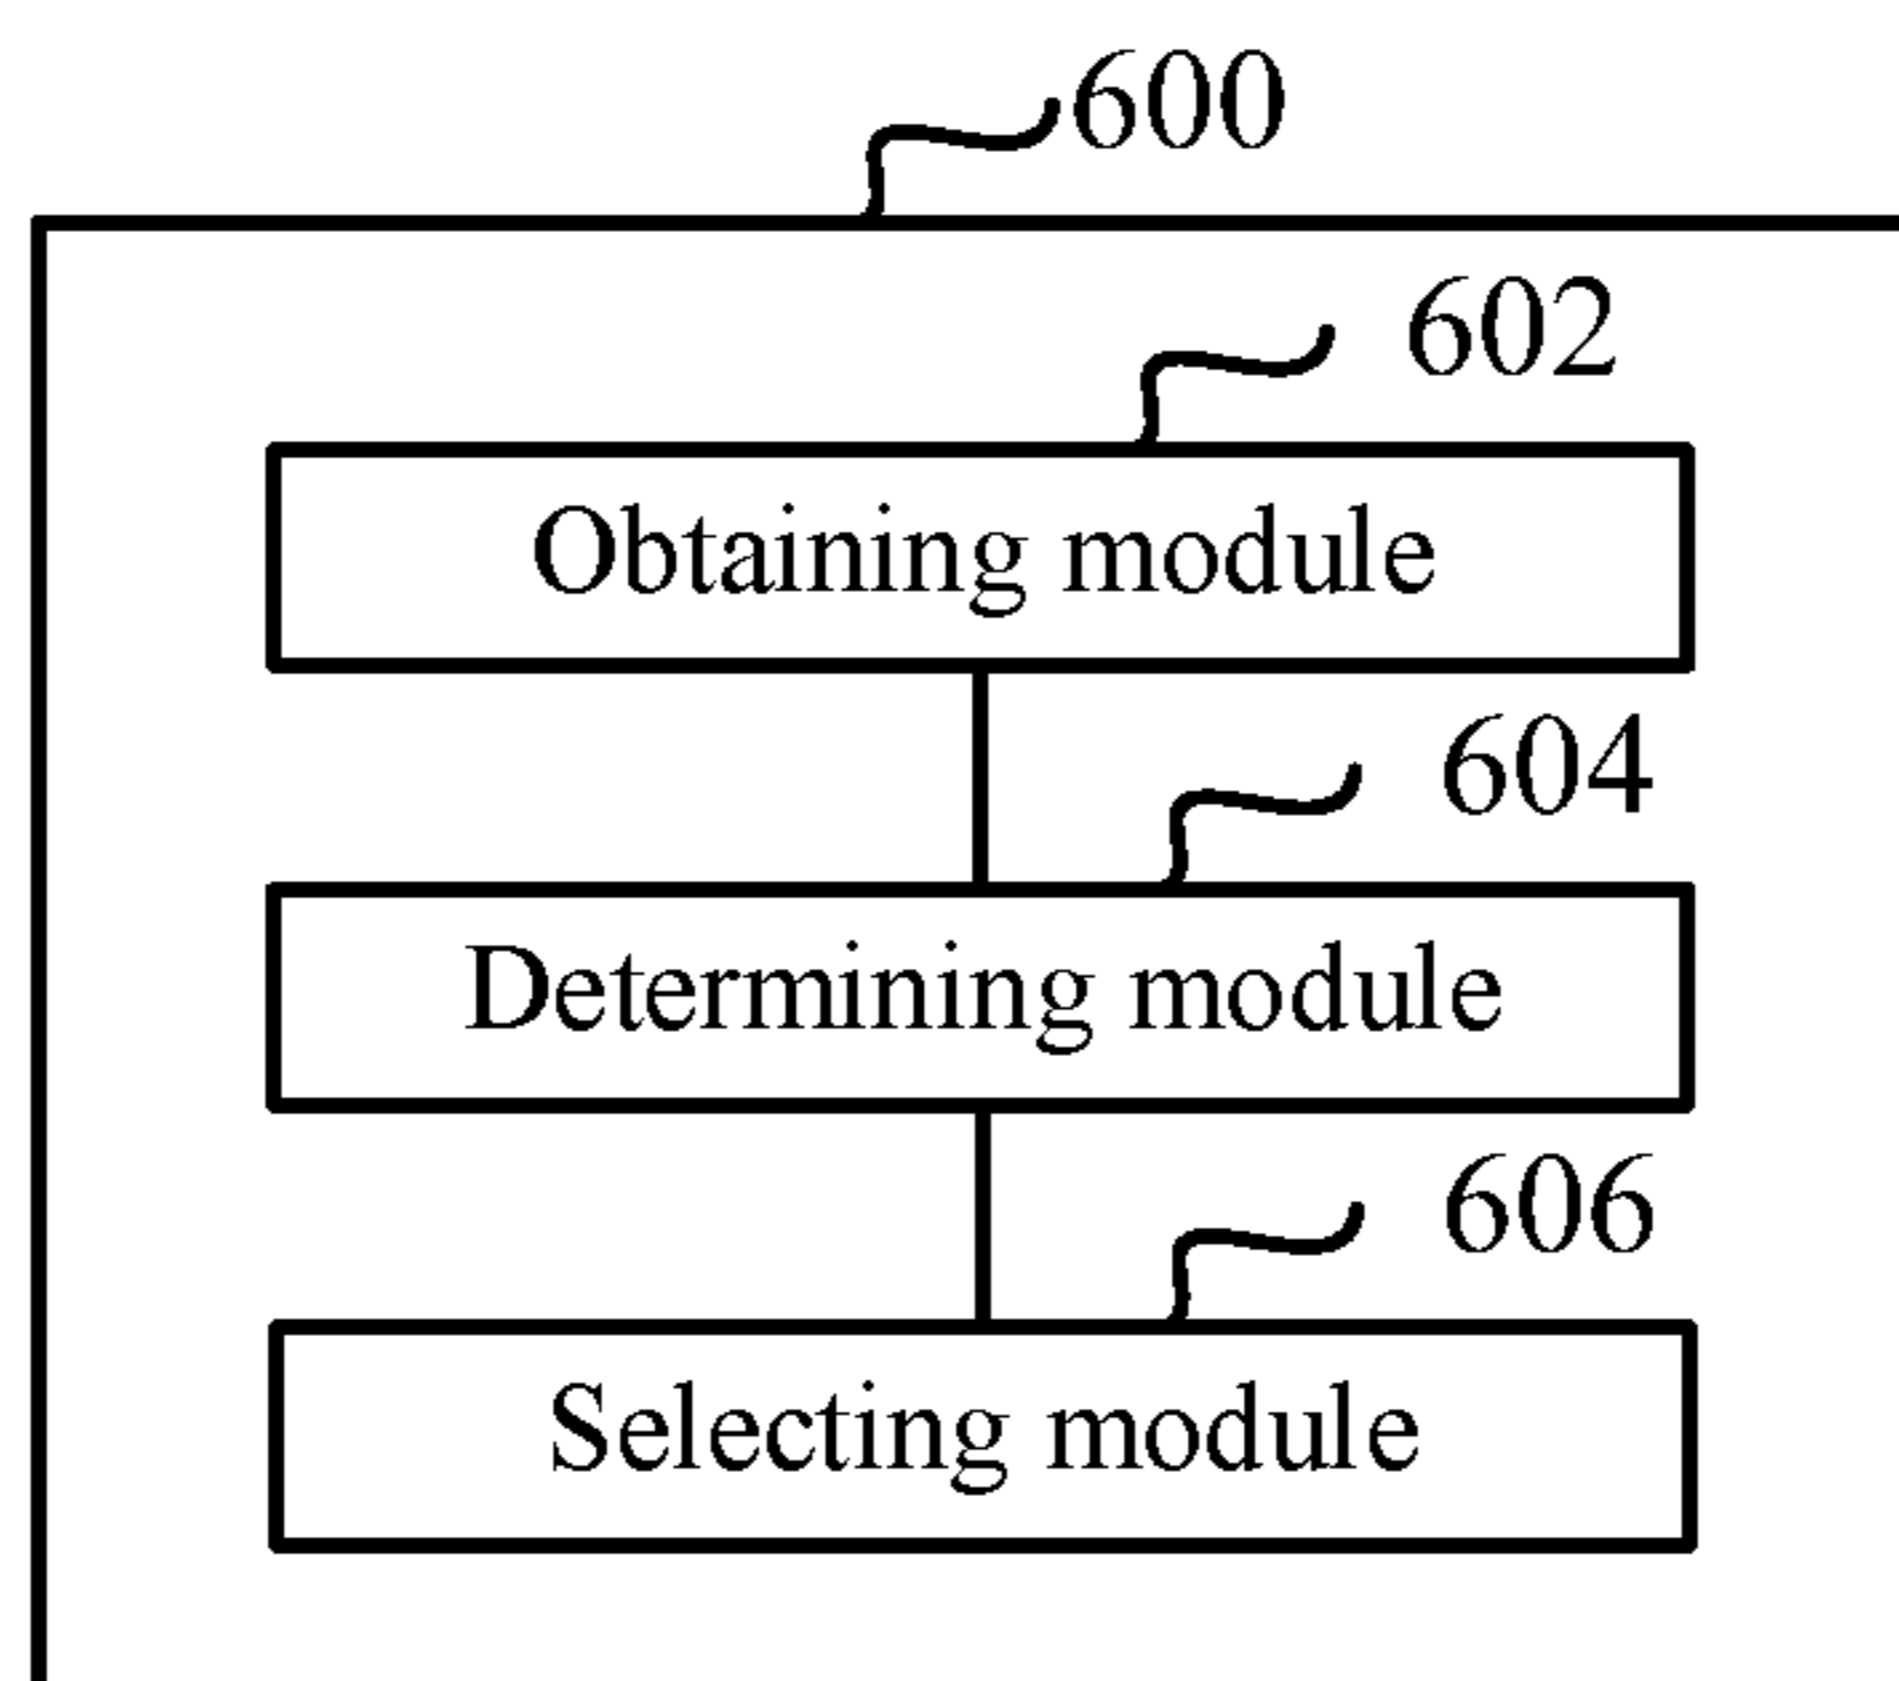 600
602
Obtaining module
604
Determining module
606
Selecting module